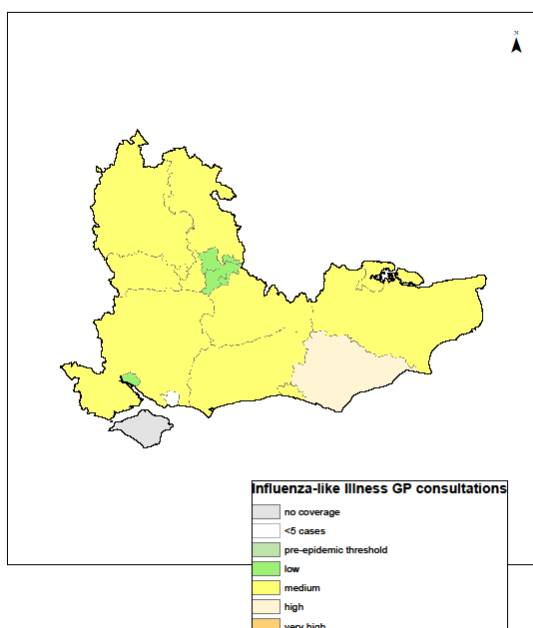 N
Influenza-like Illness GP consultations
no coverage
<5 cases
pre-epidemic threshold
low
medium
high
very high